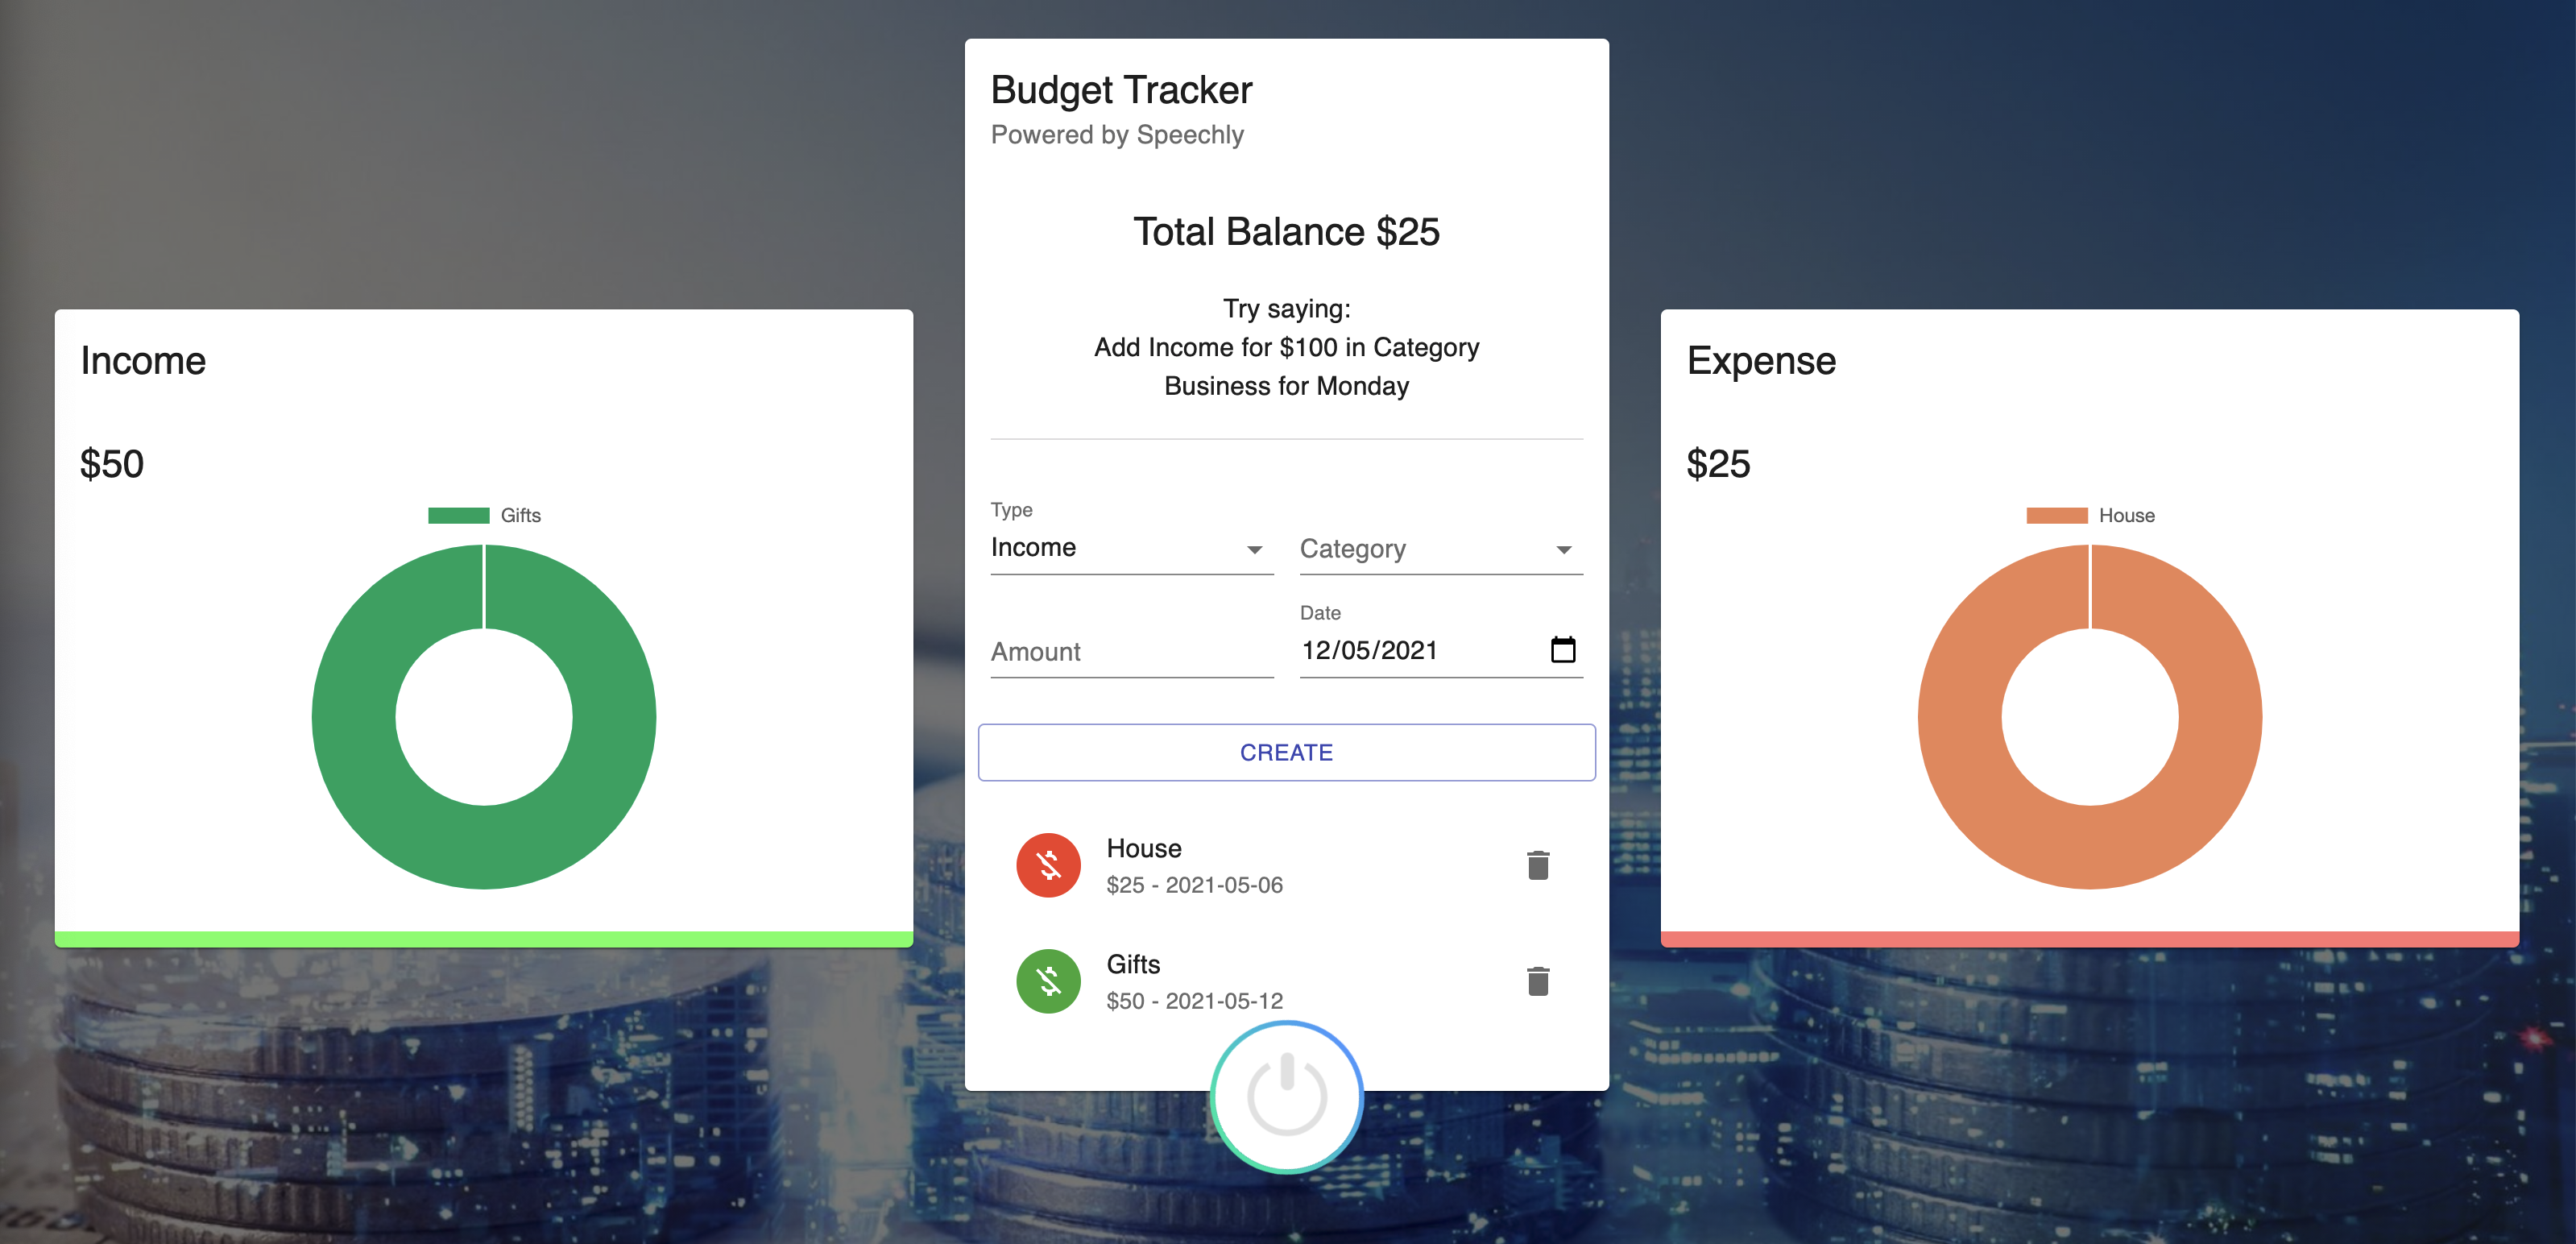 Budget Tracker
Powered by Speechly
Total Balance $25
Try saying:
Add Income for $100 in Category
Business for Monday
Income
$50
Gifts
Type
Income
Category
Amount
Date
12/05/2021
CREATE
House
$25 - 2021-05-06
Gifts
$50 - 2021-05-12
Expense
$25
House